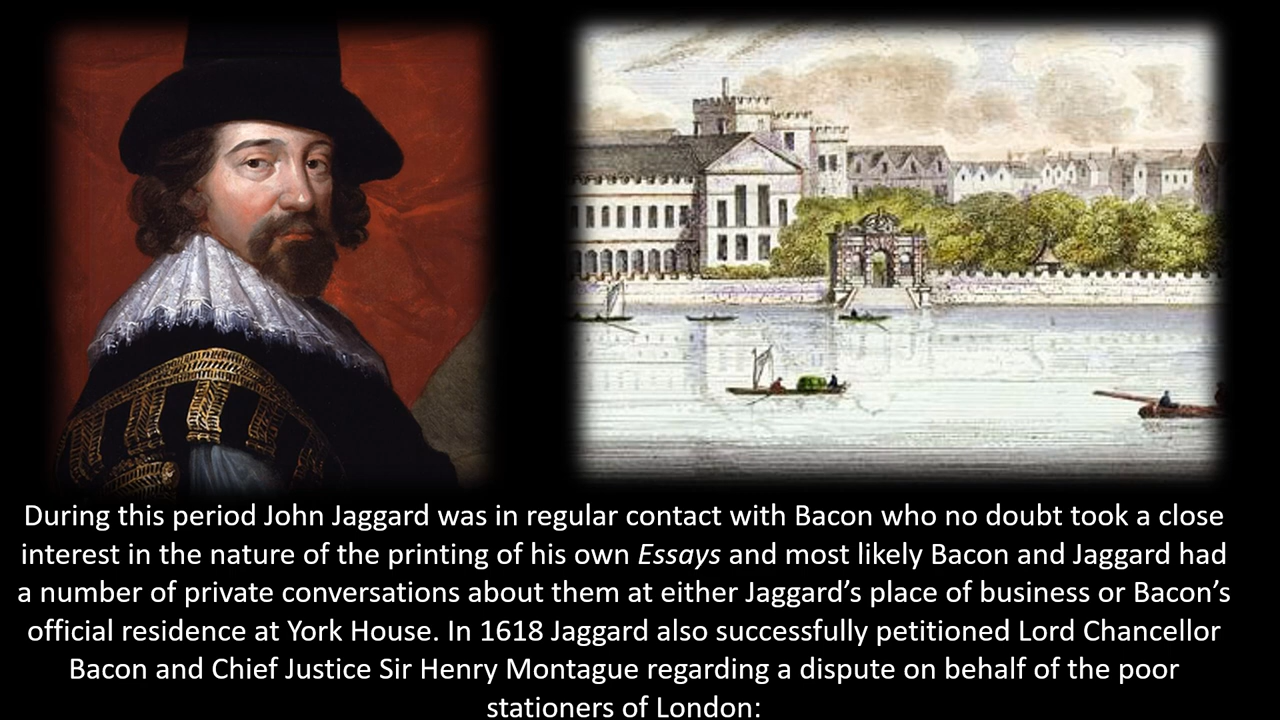 During this period John Jaggard was in regular contact with Bacon who no doubt took a close
interest in the nature of the printing of his own Essays and most likely Bacon and Jaggard had
a number of private conversations about them at either Jaggard’s place of business or Bacon’s
official residence at York House. In 1618 Jaggard also successfully petitioned Lord Chancellor
Bacon and Chief Justice Sir Henry Montague regarding a dispute on behalf of the poor
stationers of London: